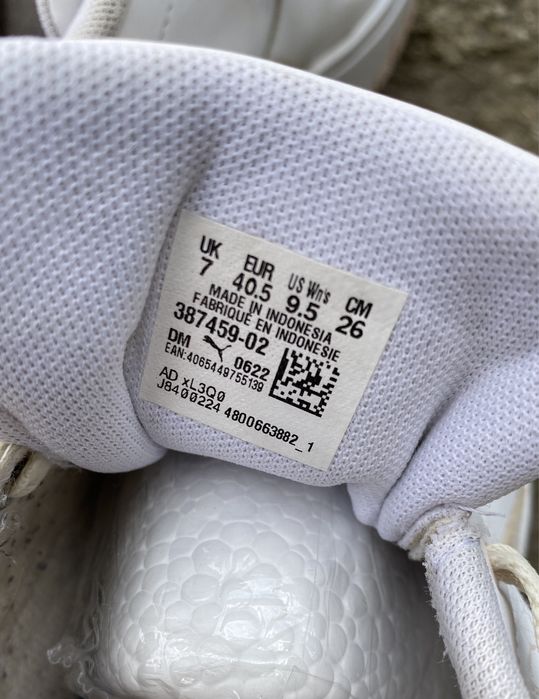 UK EUR US Wn's CM
7 40.5 9.5 26
MADE IN INDONESIA
FABRIQUE EN INDONESIE
387459-02
DM 0622
EAN:4065449755139
AD xL3Q0
J8400224 4800663882_1